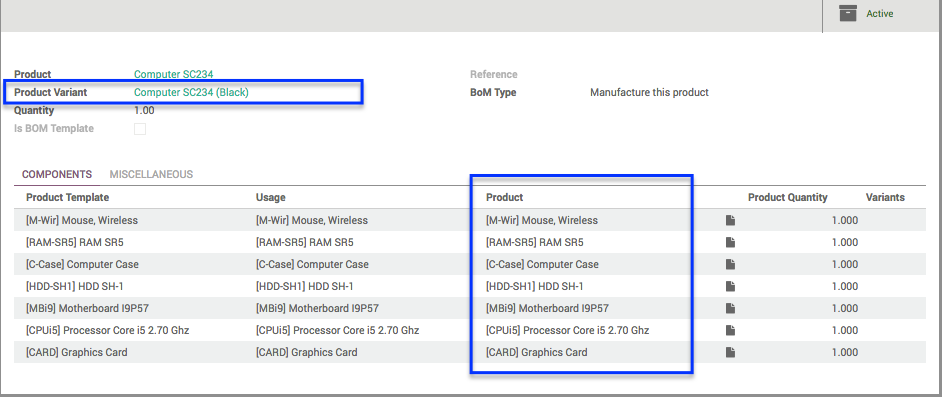 Active
Product Computer SC234 Reference
Product Variant Computer SC234 (Black) BoM Type Manufacture this product
Quantity 1.00
Is BOM Template
COMPONENTS MISCELLANEOUS
Product Template Usage Product Product Quantity Variants
[M-Wir] Mouse, Wireless [M-Wir] Mouse, Wireless [M-Wir] Mouse, Wireless 1.000
[RAM-SR5] RAM SR5 [RAM-SR5] RAM SR5 [RAM-SR5] RAM SR5 1.000
[C-Case] Computer Case [C-Case] Computer Case [C-Case] Computer Case 1.000
[HDD-SH1] HDD SH-1 [HDD-SH1] HDD SH-1 [HDD-SH1] HDD SH-1 1.000
[MBi9] Motherboard I9P57 [MBi9] Motherboard I9P57 [MBi9] Motherboard I9P57 1.000
[CPUi5] Processor Core i5 2.70 Ghz [CPUi5] Processor Core i5 2.70 Ghz [CPUi5] Processor Core i5 2.70 Ghz 1.000
[CARD] Graphics Card [CARD] Graphics Card [CARD] Graphics Card 1.000